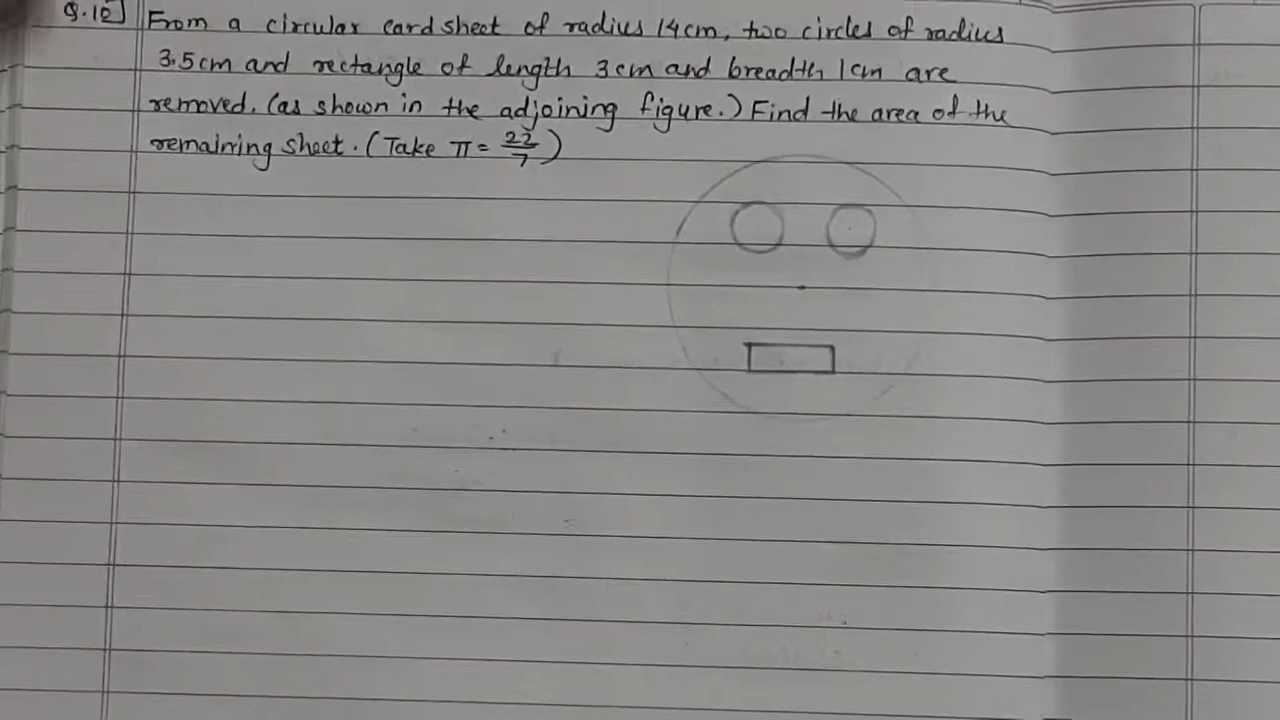 Q.12] From a circular card sheet of radius 14cm, two circles of radius
3.5cm and rectangle of length 3cm and breadth 1cm are
removed. (as shown in the adjoining figure.) Find the area of the
remaining sheet. (Take π = 22/7)